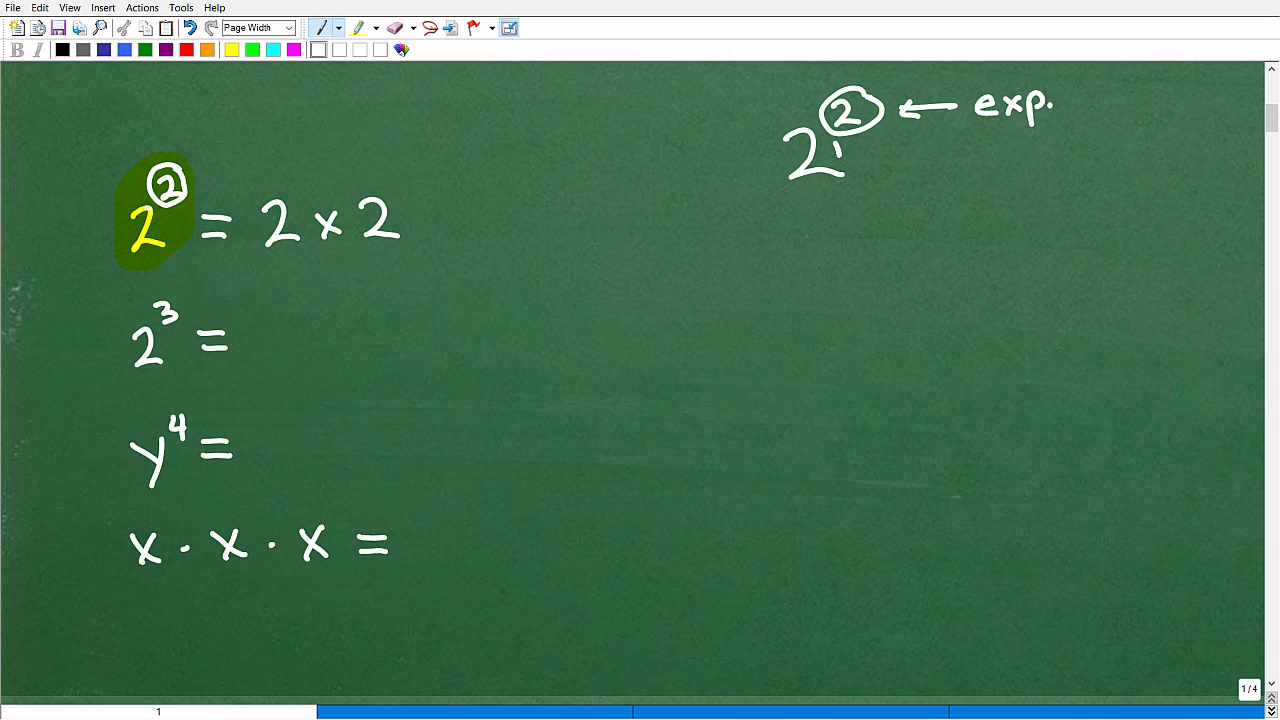 File Edit View Insert Actions Tools Help
Page Width
B I
2² ← exp.
2² = 2 × 2
2³ =
y⁴ =
x · x · x =
1/4
1